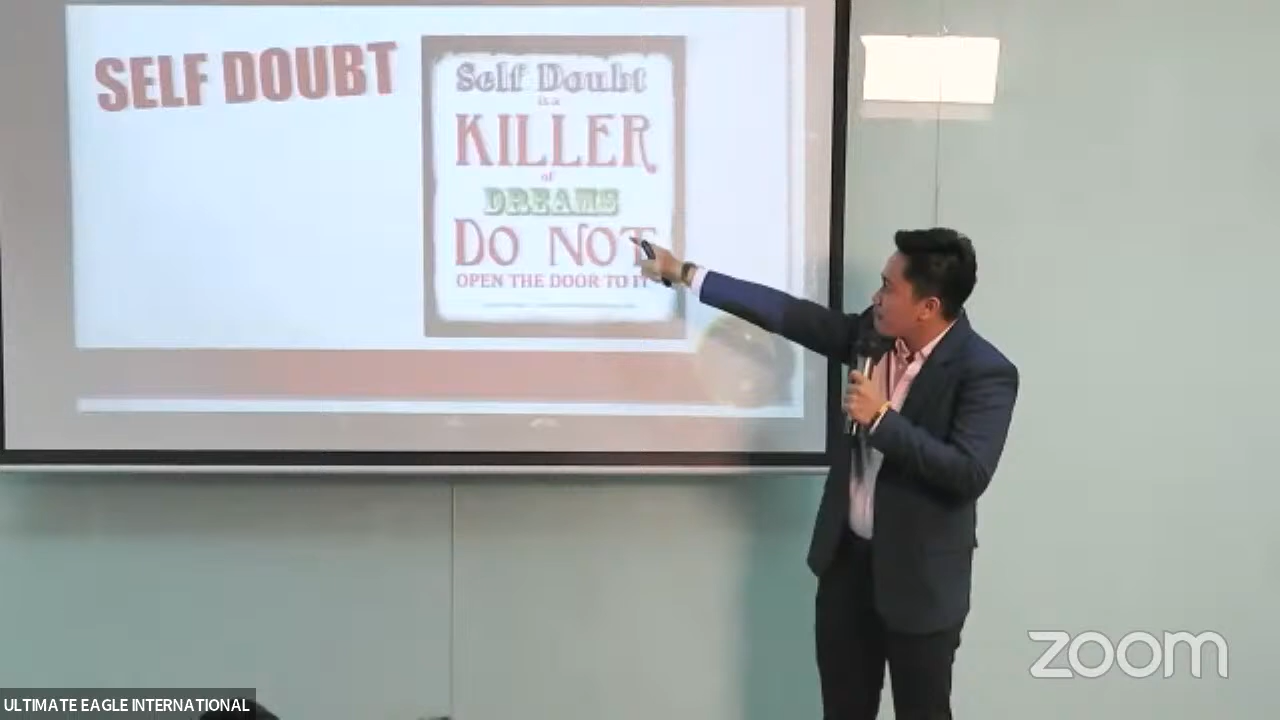 SELF DOUBT
Self Doubt
is a
KILLER
of
DREAMS
DO NOT
OPEN THE DOOR TO IT
zoom
ULTIMATE EAGLE INTERNATIONAL